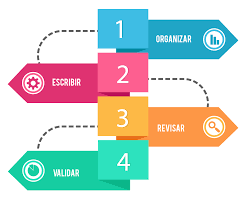 1
ORGANIZAR
2
ESCRIBIR
3
REVISAR
4
VALIDAR